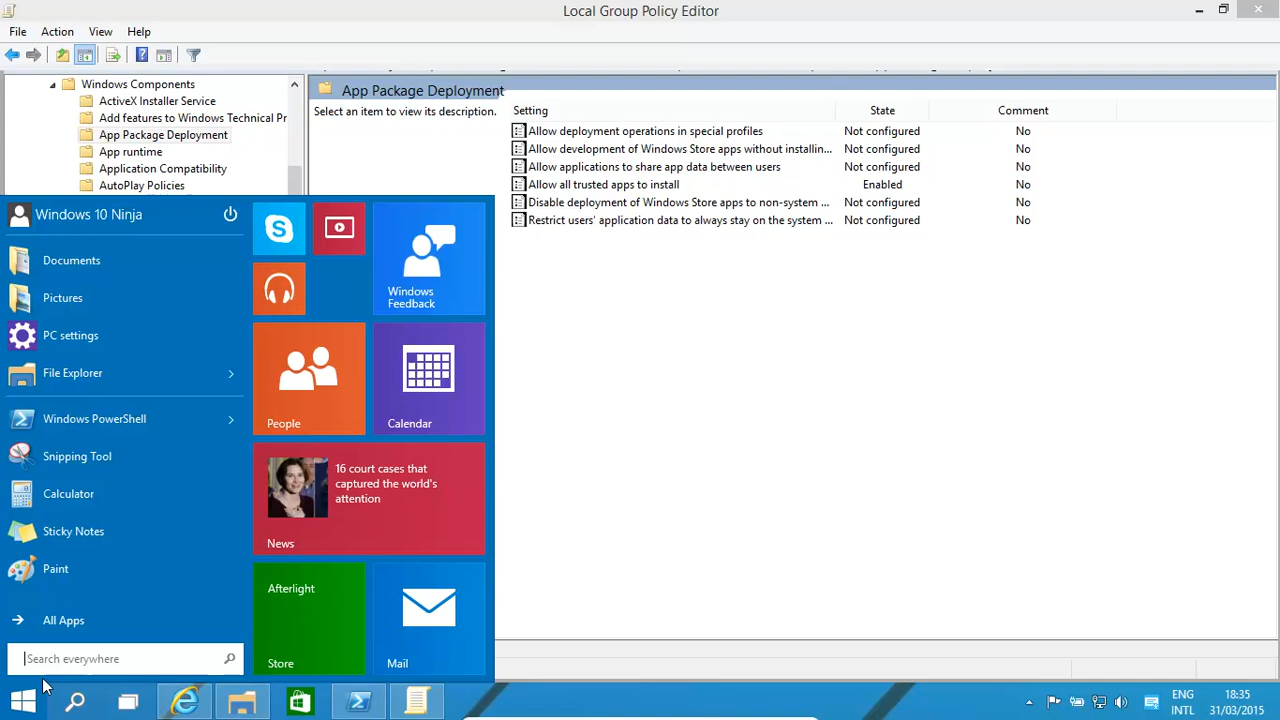 Local Group Policy Editor
File Action View Help
Windows Components
ActiveX Installer Service
Add features to Windows Technical Pr
App Package Deployment
App runtime
Application Compatibility
AutoPlay Policies
App Package Deployment
Select an item to view its description.
Setting State Comment
Allow deployment operations in special profiles Not configured No
Allow development of Windows Store apps without installin... Not configured No
Allow applications to share app data between users Not configured No
Allow all trusted apps to install Enabled No
Disable deployment of Windows Store apps to non-system ... Not configured No
Restrict users' application data to always stay on the system ... Not configured No
Windows 10 Ninja
Documents
Pictures
PC settings
File Explorer
Windows PowerShell
Snipping Tool
Calculator
Sticky Notes
Paint
All Apps
Search everywhere
Windows
Feedback
People
Calendar
16 court cases that
captured the world's
attention
News
Afterlight
Store
Mail
ENG
INTL
18:35
31/03/2015